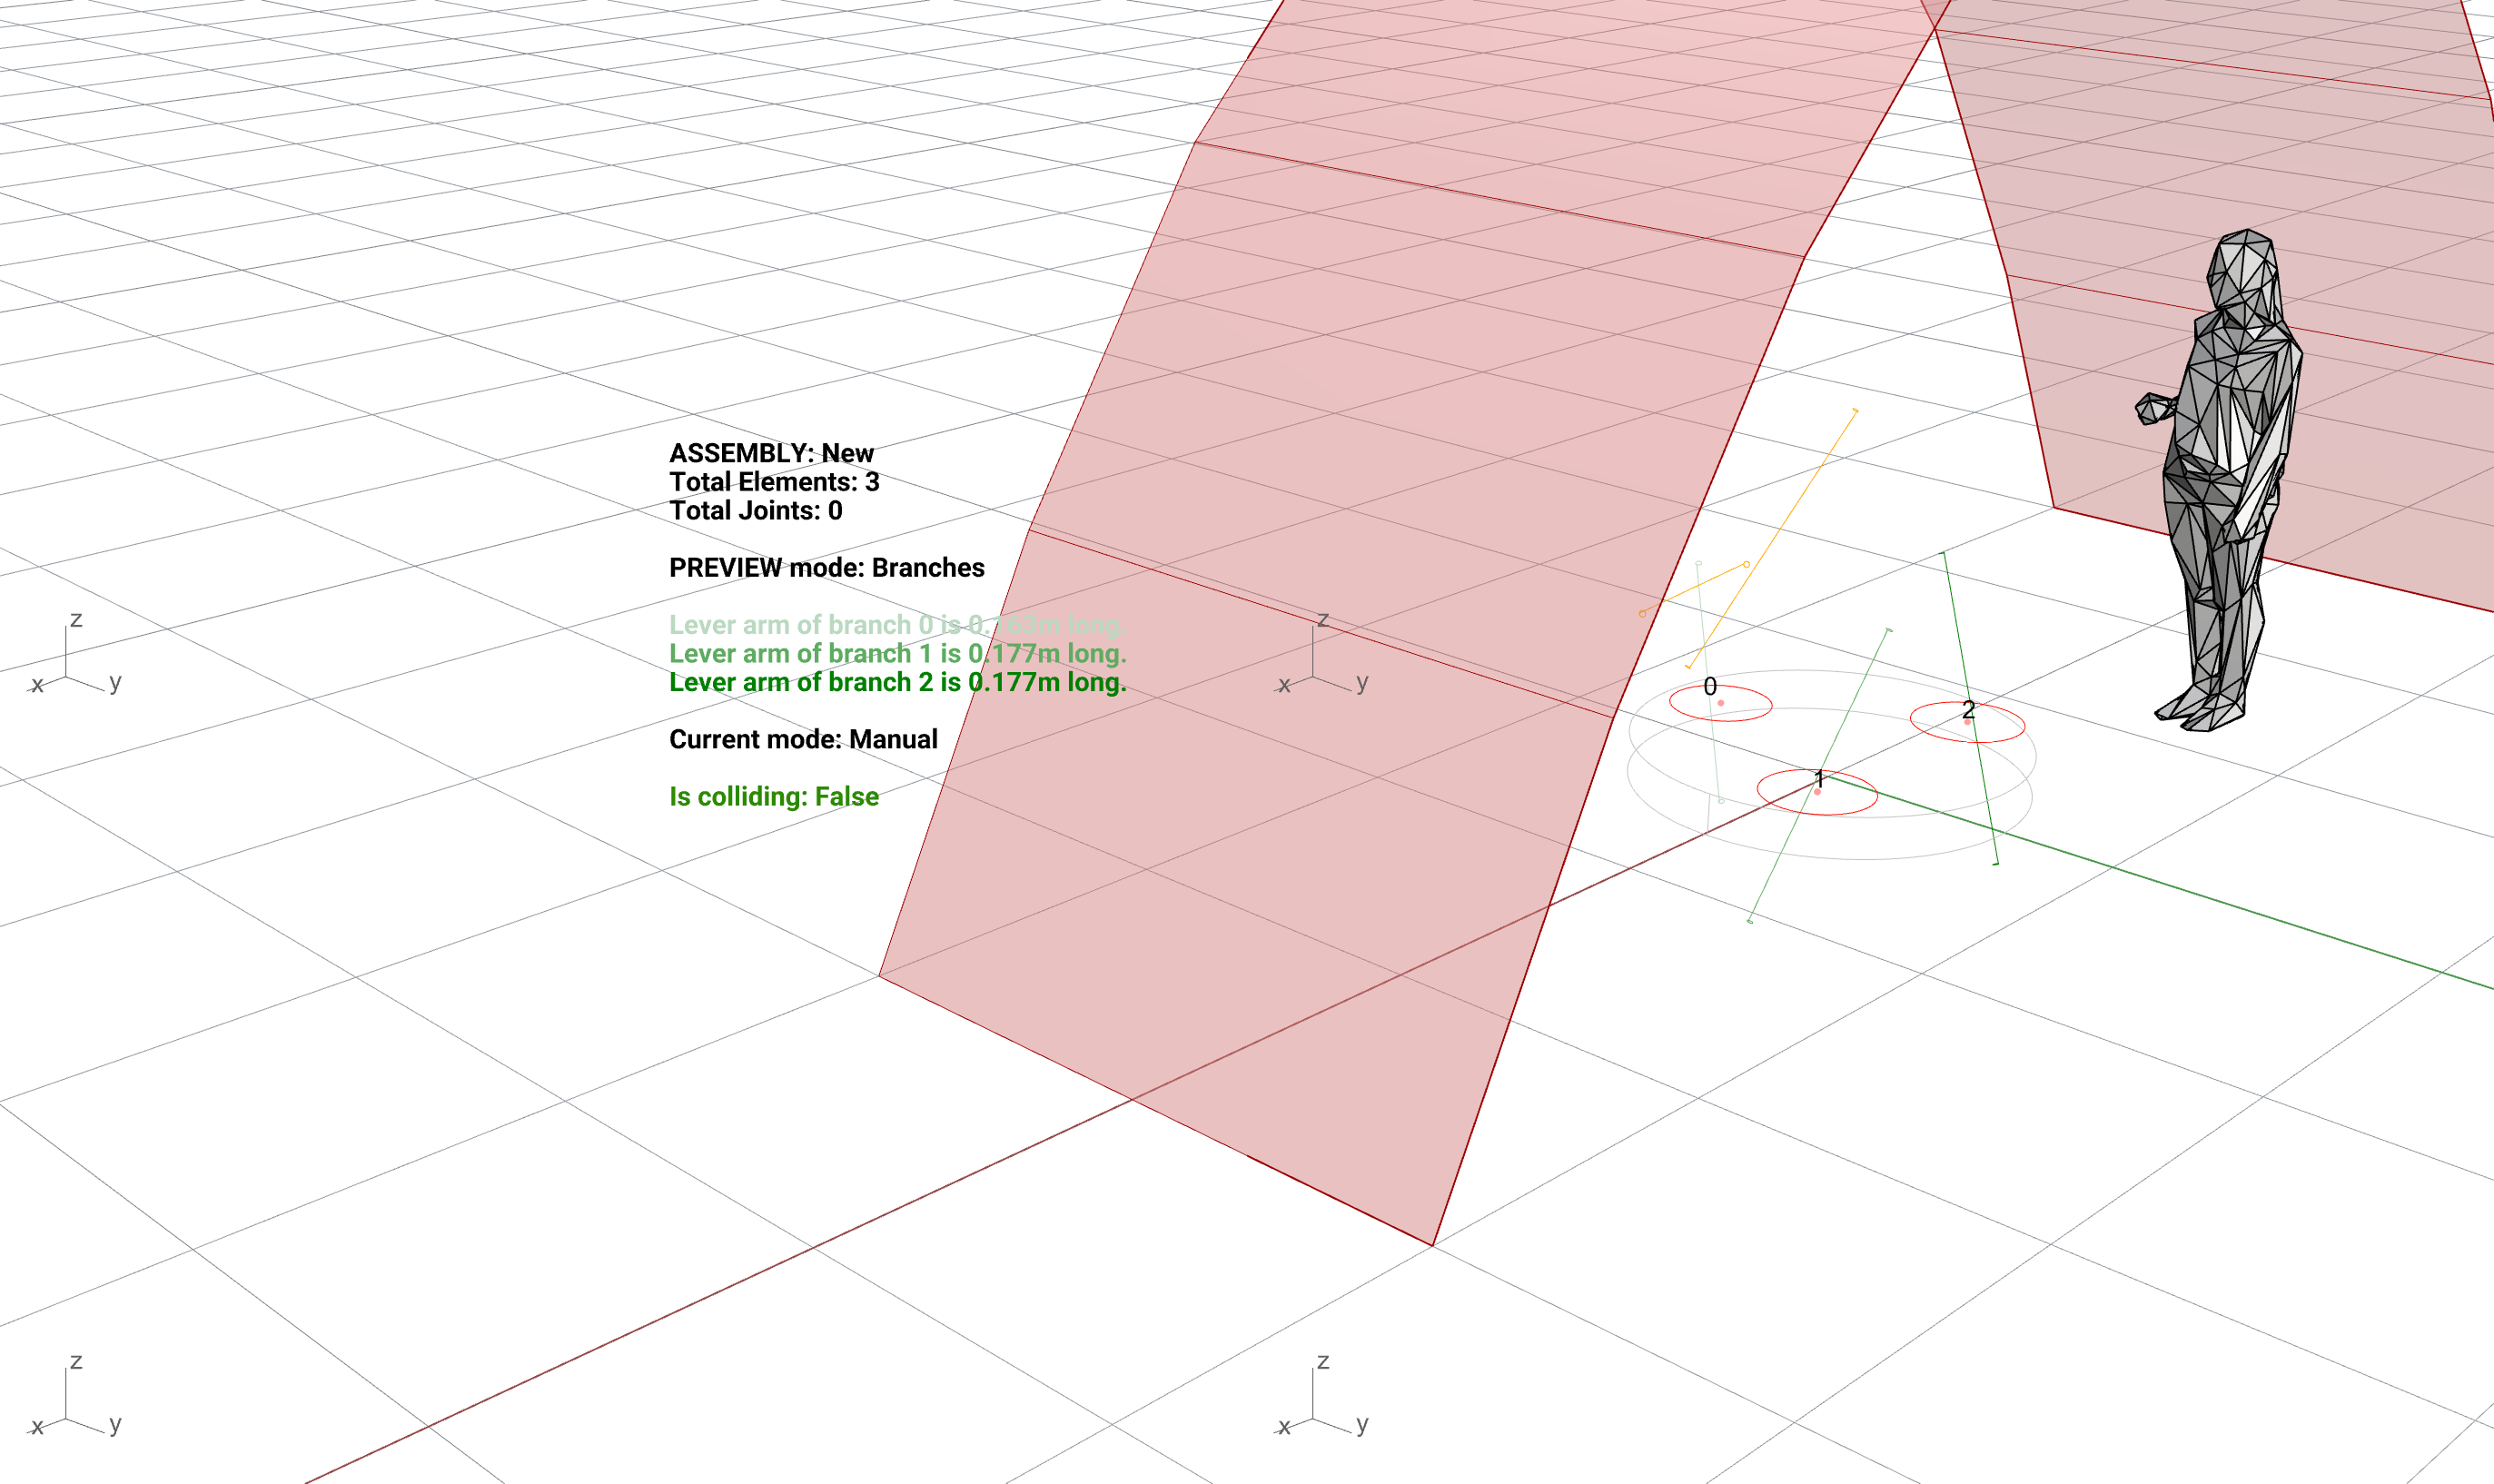 ASSEMBLY: New
Total Elements: 3
Total Joints: 0
PREVIEW mode: Branches
Lever arm of branch 0 is 0.163m long.
Lever arm of branch 1 is 0.177m long.
Lever arm of branch 2 is 0.177m long.
Current mode: Manual
Is colliding: False
z
x
y
z
x
y
0
2
1
z
x
y
z
x
y